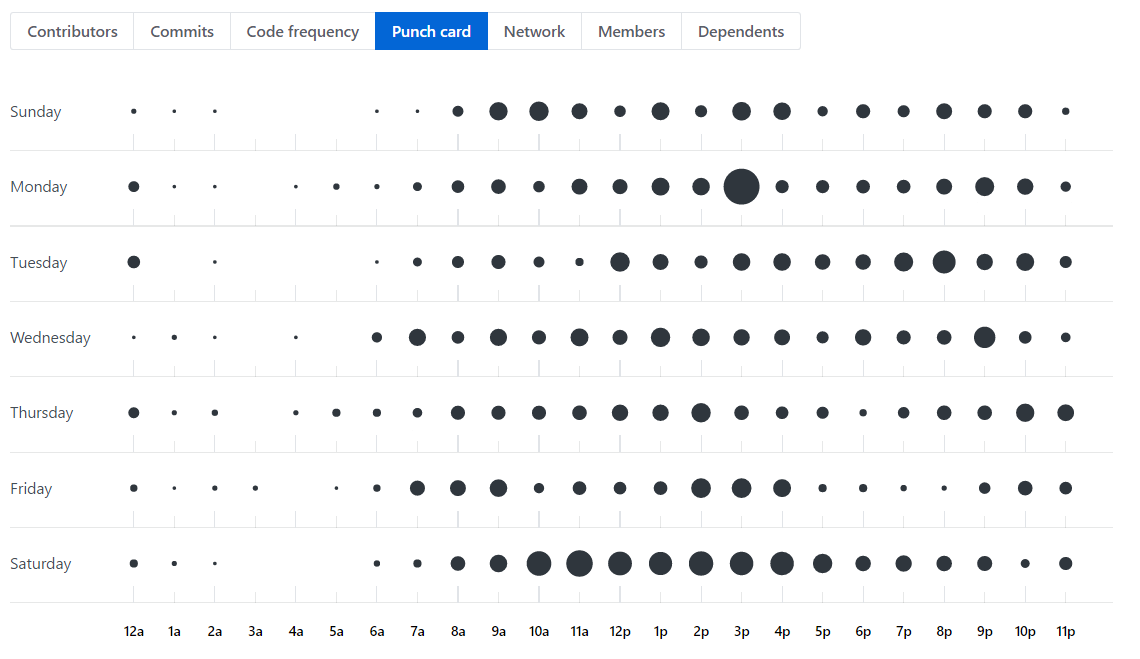 Contributors Commits Code frequency Punch card Network Members Dependents
Sunday
Monday
Tuesday
Wednesday
Thursday
Friday
Saturday
12a 1a 2a 3a 4a 5a 6a 7a 8a 9a 10a 11a 12p 1p 2p 3p 4p 5p 6p 7p 8p 9p 10p 11p